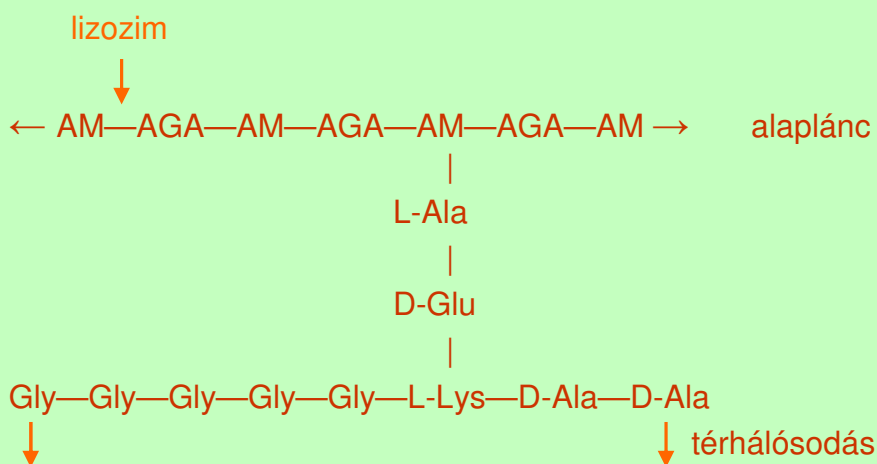 lizozim
← AM—AGA—AM—AGA—AM—AGA—AM → alaplánc
|
L-Ala
|
D-Glu
|
Gly—Gly—Gly—Gly—Gly—L-Lys—D-Ala—D-Ala
térhálósodás